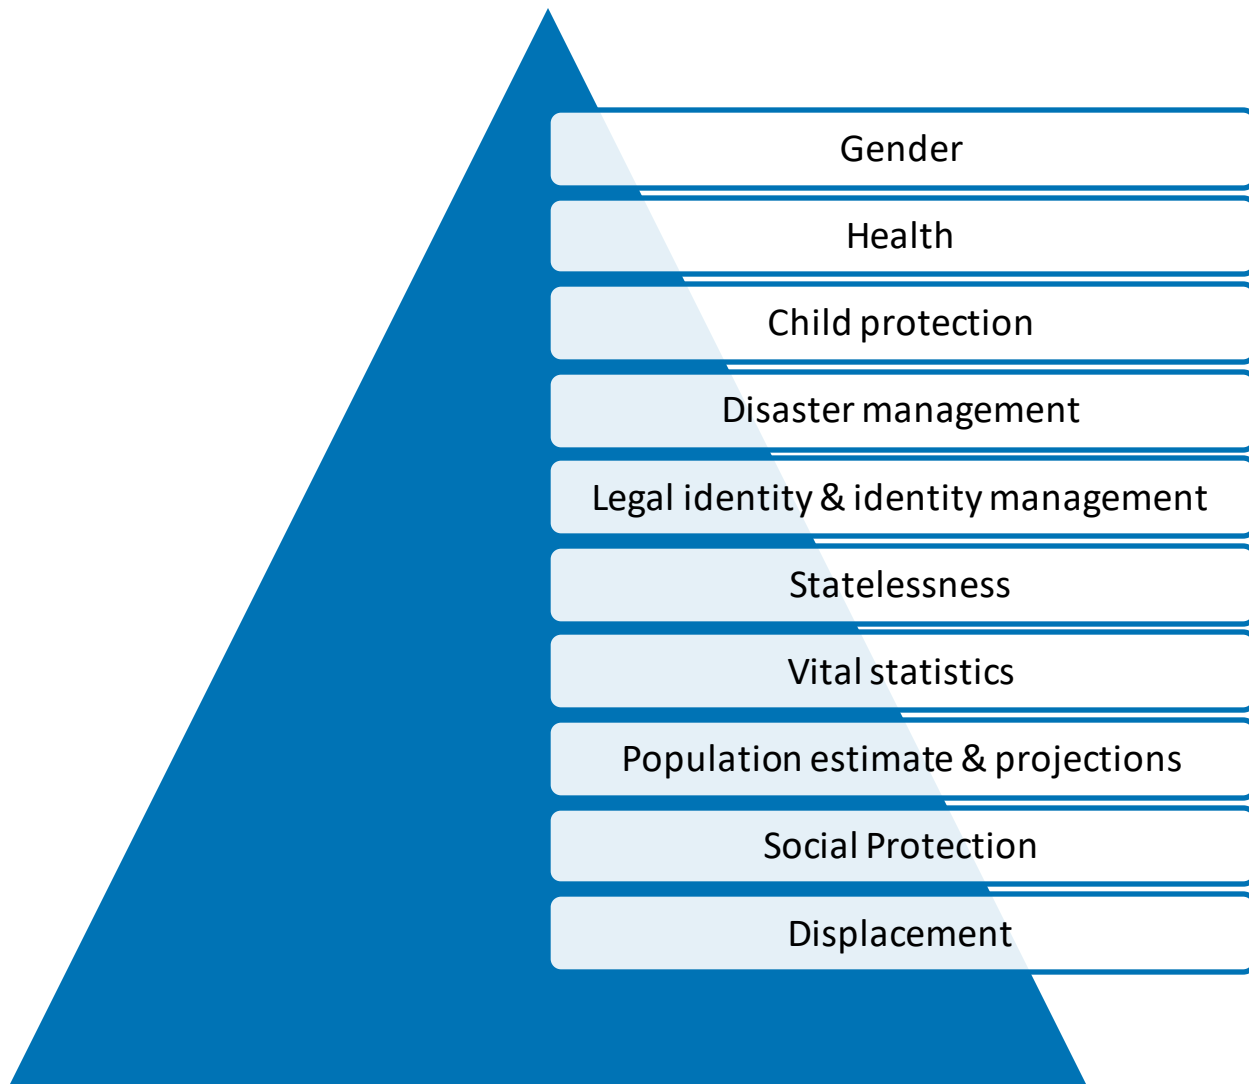 Gender
Health
Child protection
Disaster management
Legal identity & identity management
Statelessness
Vital statistics
Population estimate & projections
Social Protection
Displacement